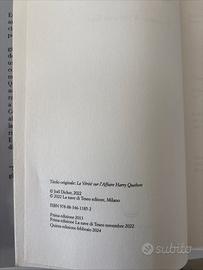 Titolo originale: La Vérité sur l'Affaire Harry Quebert
© Joël Dicker, 2022
© 2022 La nave di Teseo editore, Milano
ISBN 978-88-346-1185-2
Prima edizione 2013
Prima edizione La nave di Teseo novembre 2022
Quinta edizione febbraio 2024
subito